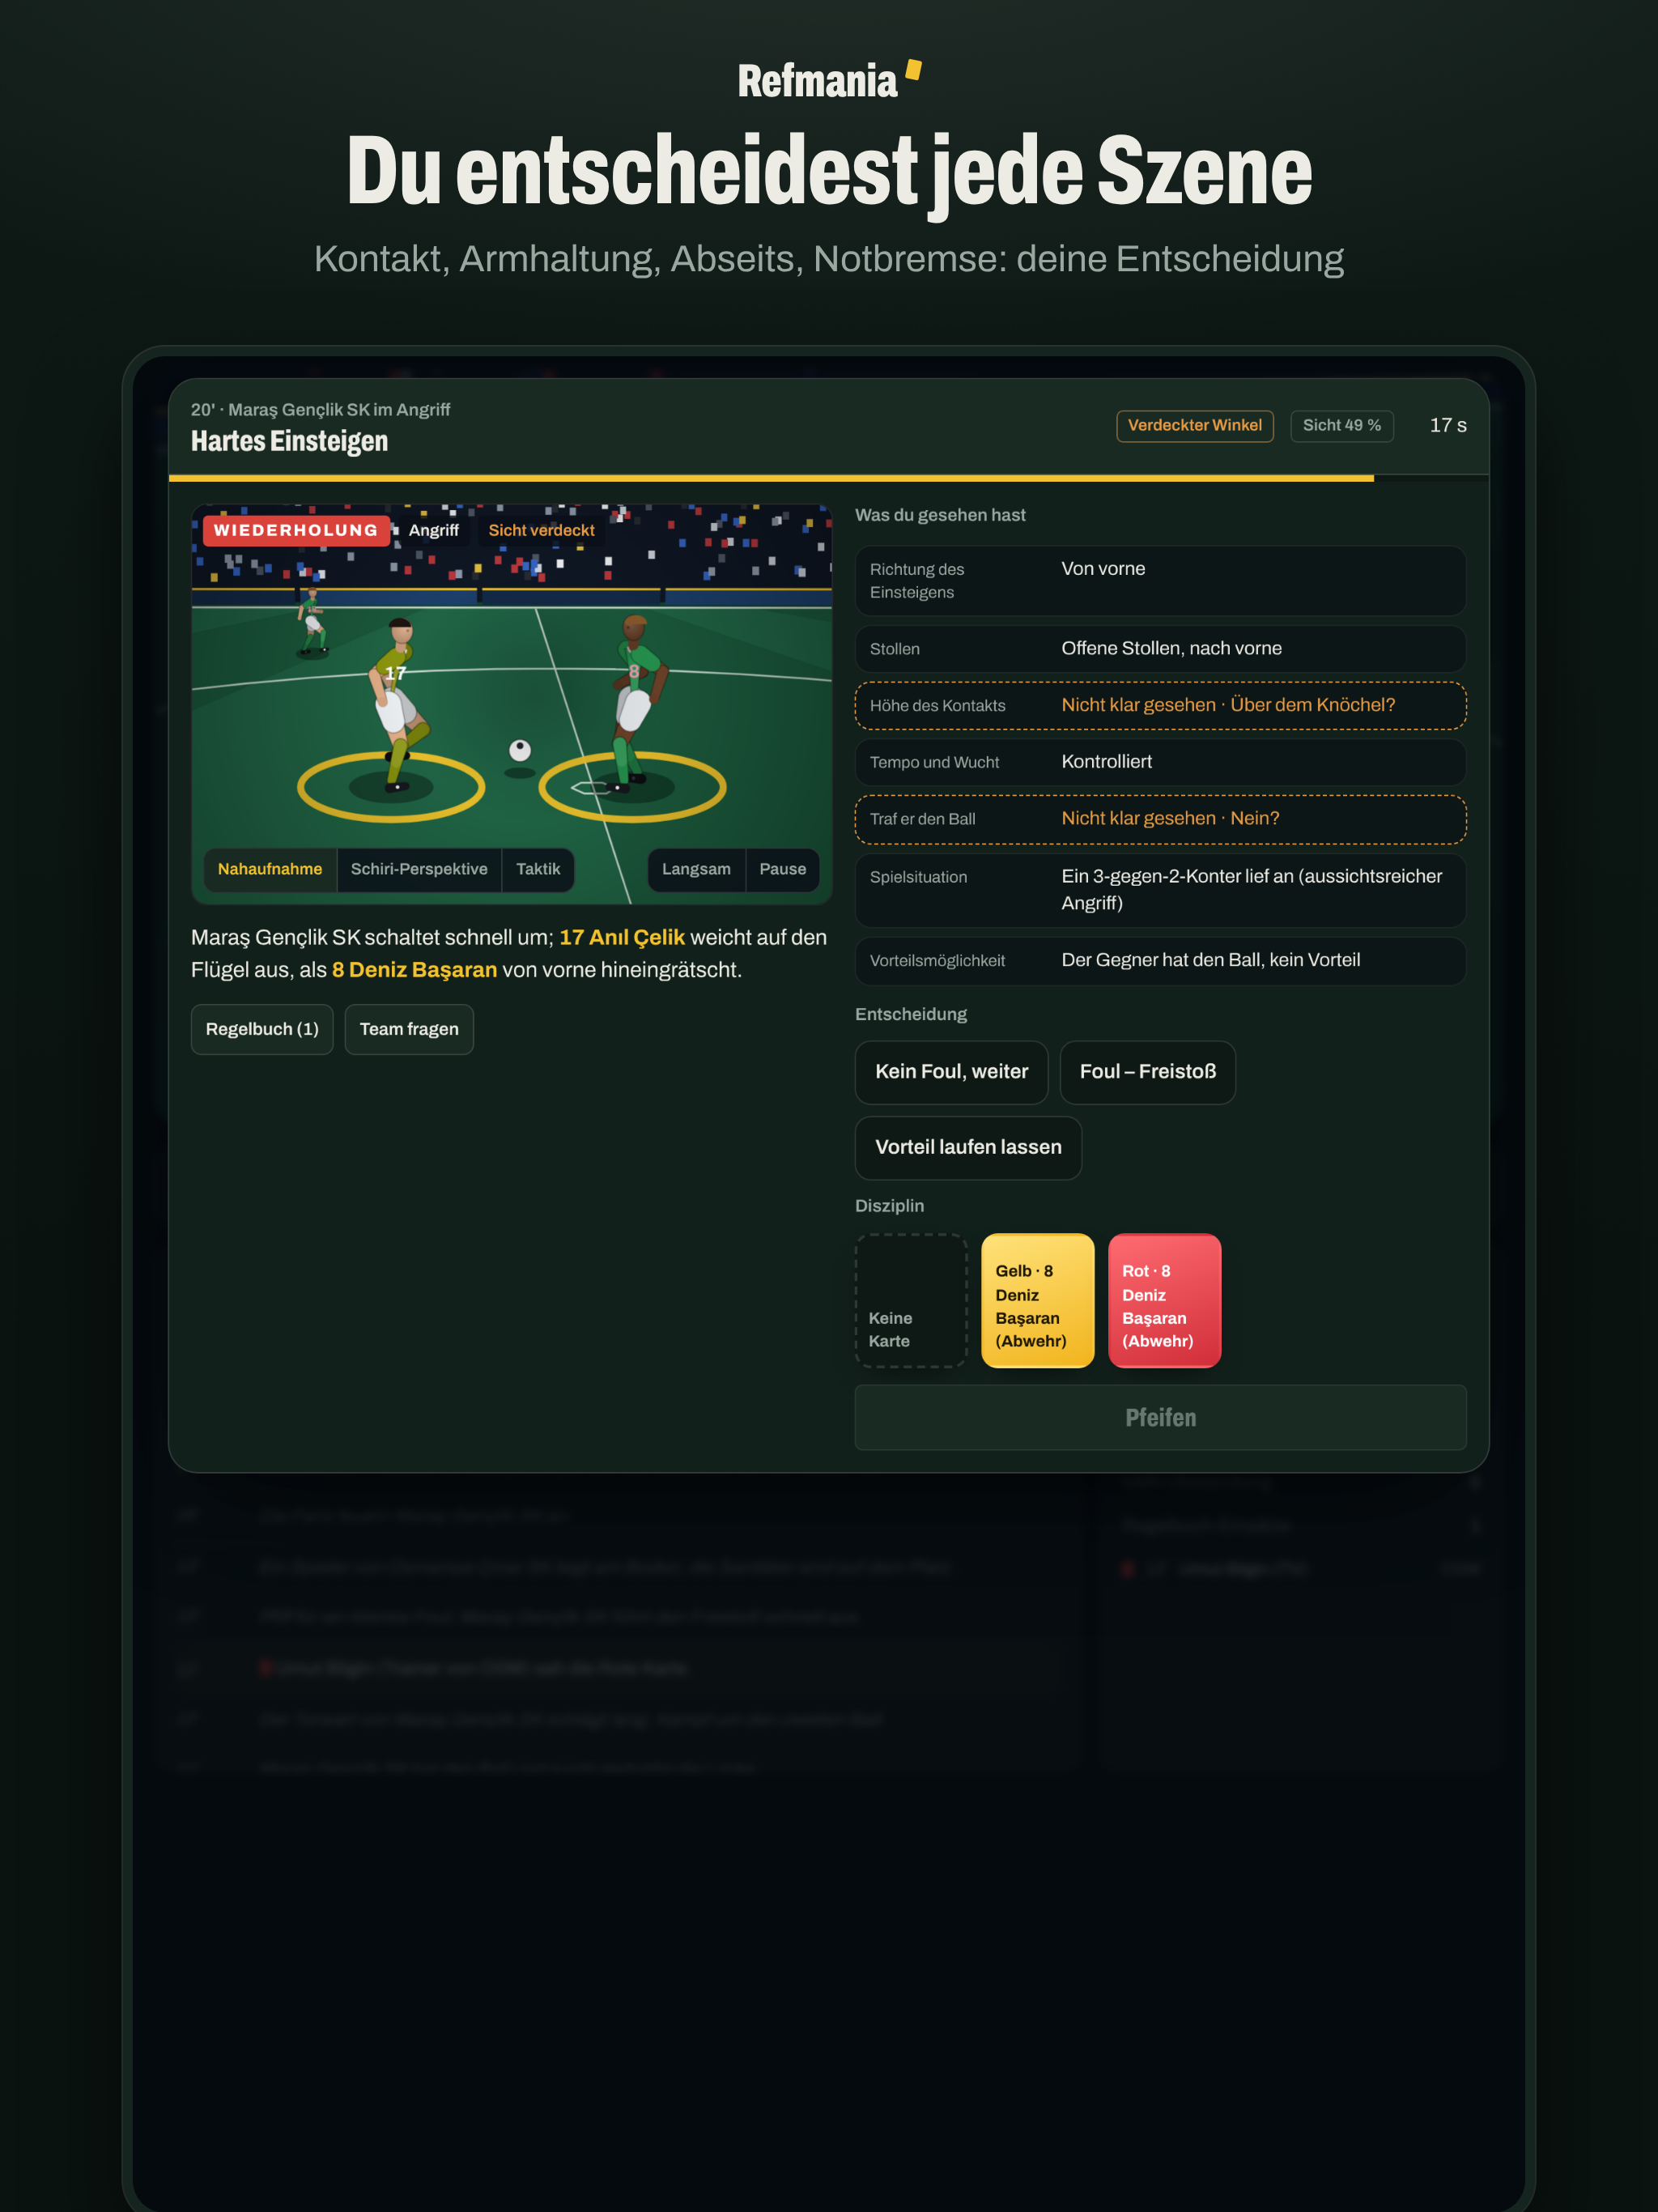 Refmania
Du entscheidest jede Szene
Kontakt, Armhaltung, Abseits, Notbremse: deine Entscheidung
20' · Maraş Gençlik SK im Angriff
Hartes Einsteigen
Verdeckter Winkel
Sicht 49 %
17 s
WIEDERHOLUNG
Angriff
Sicht verdeckt
17
8
Nahaufnahme
Schiri-Perspektive
Taktik
Langsam
Pause
Maraş Gençlik SK schaltet schnell um; 17 Anıl Çelik weicht auf den
Flügel aus, als 8 Deniz Başaran von vorne hineingrätscht.
Regelbuch (1)
Team fragen
Was du gesehen hast
Richtung des
Einsteigens
Von vorne
Stollen
Offene Stollen, nach vorne
Höhe des Kontakts
Nicht klar gesehen · Über dem Knöchel?
Tempo und Wucht
Kontrolliert
Traf er den Ball
Nicht klar gesehen · Nein?
Spielsituation
Ein 3-gegen-2-Konter lief an (aussichtsreicher
Angriff)
Vorteilsmöglichkeit
Der Gegner hat den Ball, kein Vorteil
Entscheidung
Kein Foul, weiter
Foul – Freistoß
Vorteil laufen lassen
Disziplin
Keine
Karte
Gelb · 8
Deniz
Başaran
(Abwehr)
Rot · 8
Deniz
Başaran
(Abwehr)
Pfeifen